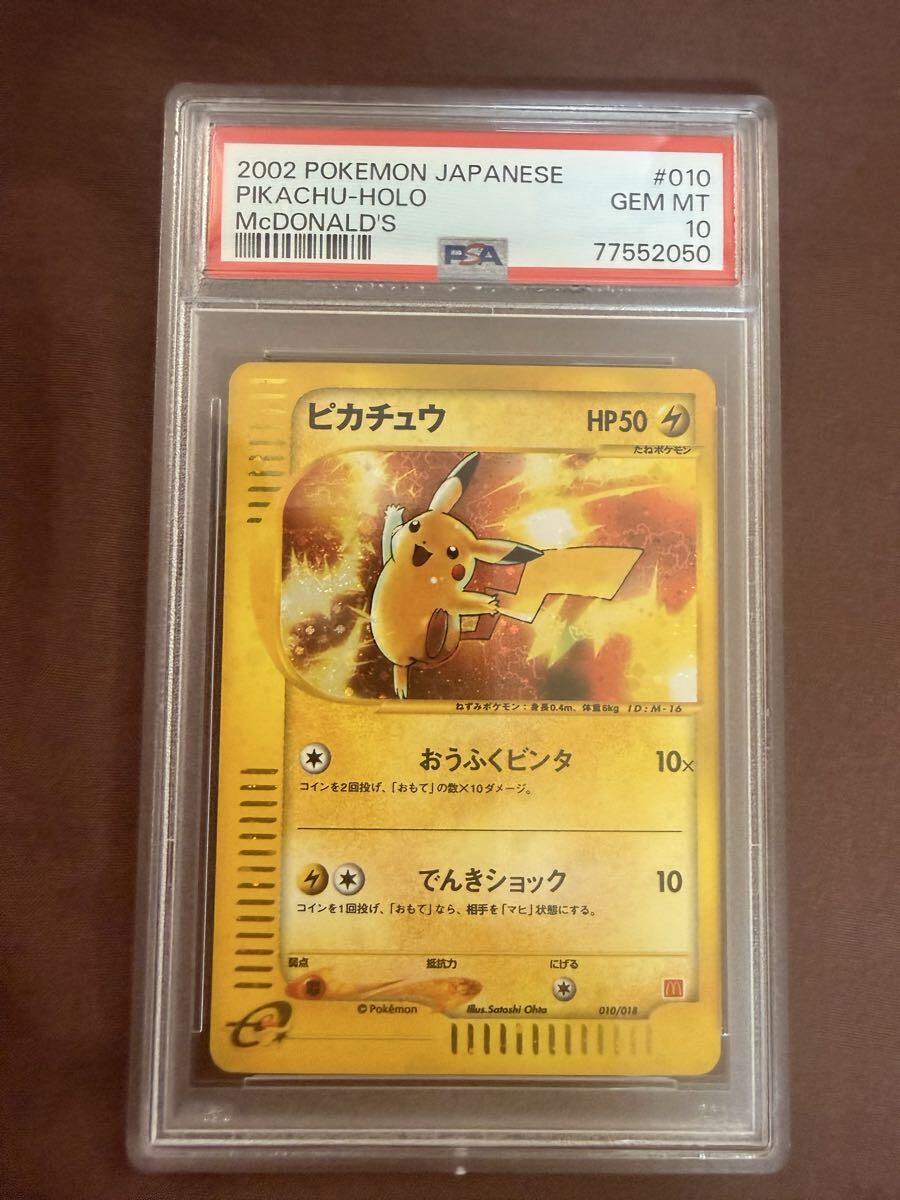 2002 POKEMON JAPANESE #010
PIKACHU-HOLO GEM MT
McDONALD'S 10
PSA 77552050
ピカチュウ HP50
たねポケモン
ねずみポケモン：身長0.4m、体重6kg ID:M-16
おうふくビンタ 10×
コインを2回投げ、「おもて」の数×10ダメージ。
でんきショック 10
コインを1回投げ、「おもて」なら、相手を「マヒ」状態にする。
弱点 抵抗力 にげる
©Pokémon Illus.Satoshi Ohta 010/018